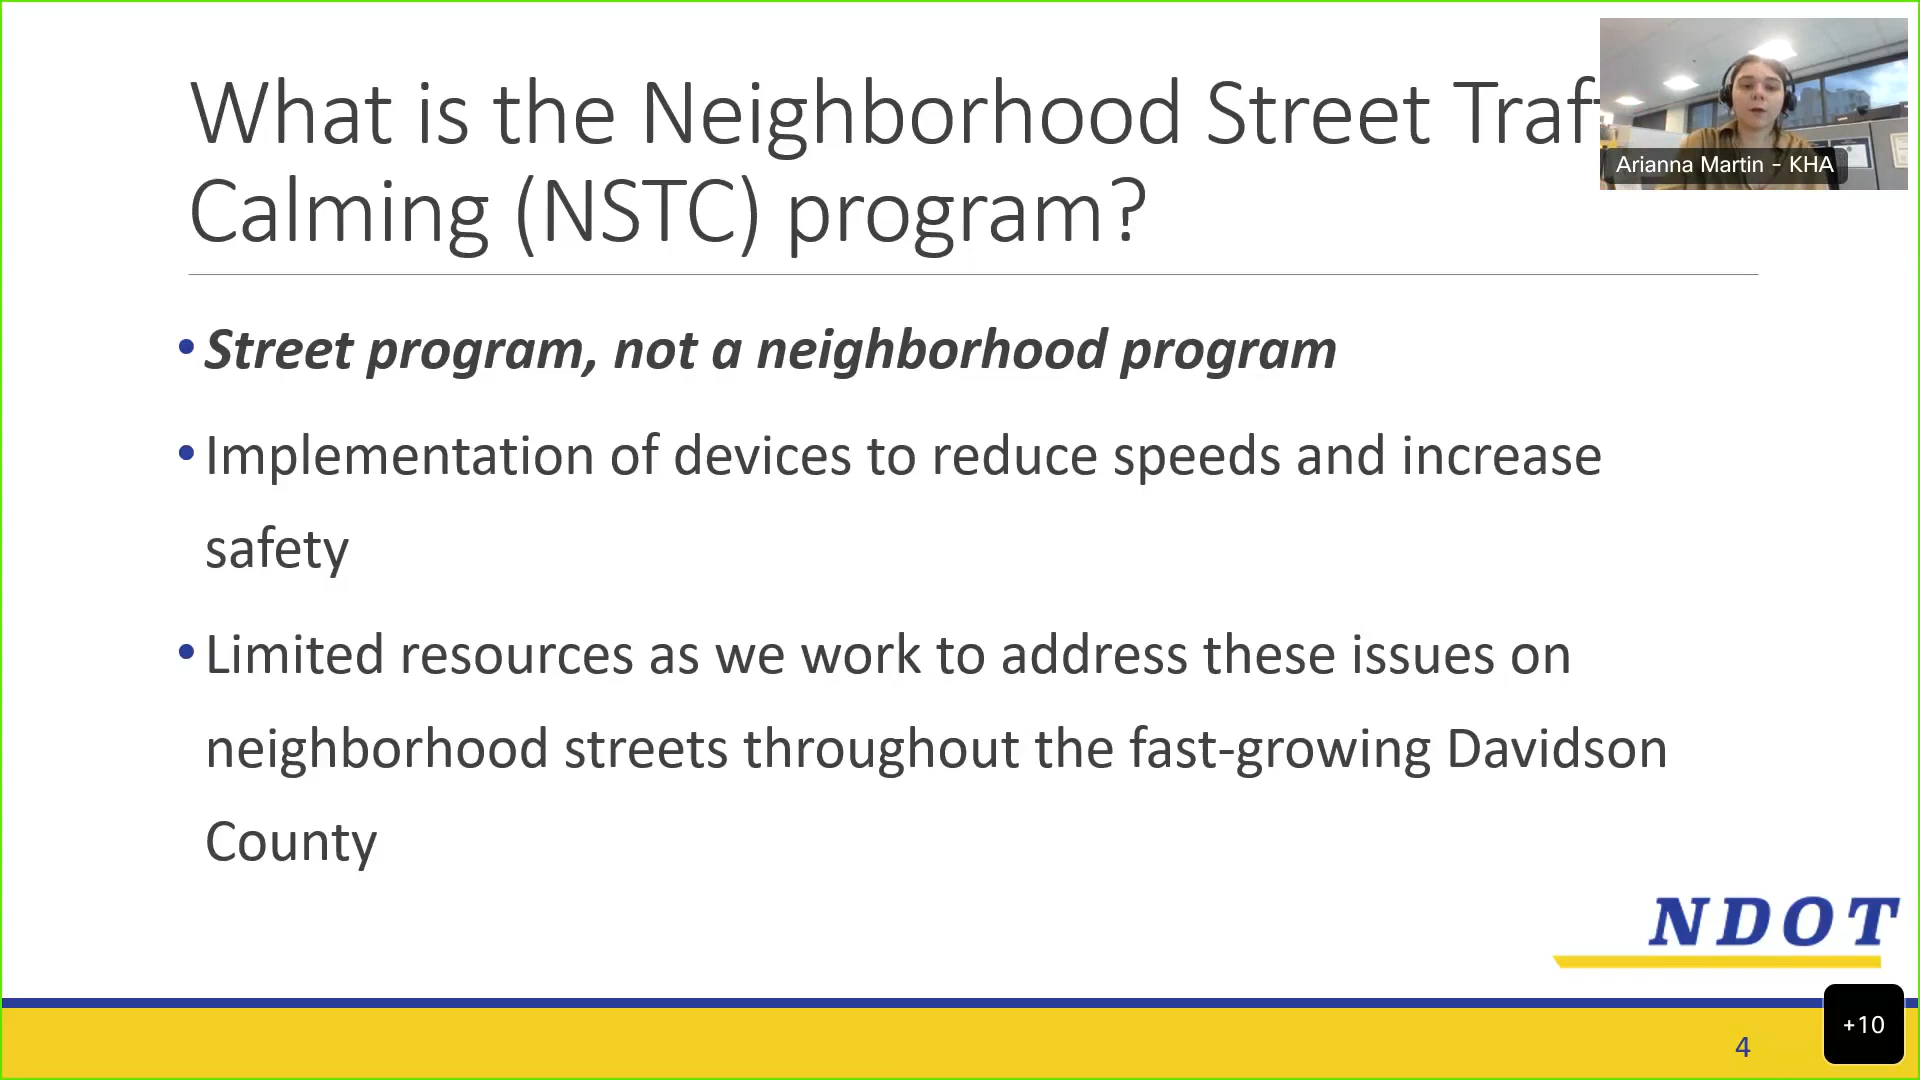 What is the Neighborhood Street Traf
Calming (NSTC) program?
Arianna Martin - KHA
• Street program, not a neighborhood program
• Implementation of devices to reduce speeds and increase
safety
• Limited resources as we work to address these issues on
neighborhood streets throughout the fast-growing Davidson
County
NDOT
4
+10